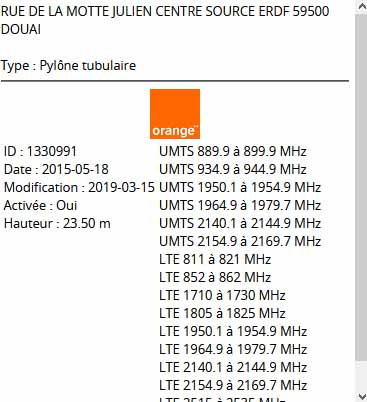 RUE DE LA MOTTE JULIEN CENTRE SOURCE ERDF 59500
DOUAI
Type : Pylône tubulaire
orange™
ID : 1330991
Date : 2015-05-18
Modification : 2019-03-15
Activée : Oui
Hauteur : 23.50 m
UMTS 889.9 à 899.9 MHz
UMTS 934.9 à 944.9 MHz
UMTS 1950.1 à 1954.9 MHz
UMTS 1964.9 à 1979.7 MHz
UMTS 2140.1 à 2144.9 MHz
UMTS 2154.9 à 2169.7 MHz
LTE 811 à 821 MHz
LTE 852 à 862 MHz
LTE 1710 à 1730 MHz
LTE 1805 à 1825 MHz
LTE 1950.1 à 1954.9 MHz
LTE 1964.9 à 1979.7 MHz
LTE 2140.1 à 2144.9 MHz
LTE 2154.9 à 2169.7 MHz
LTE 2515 à 2535 MHz